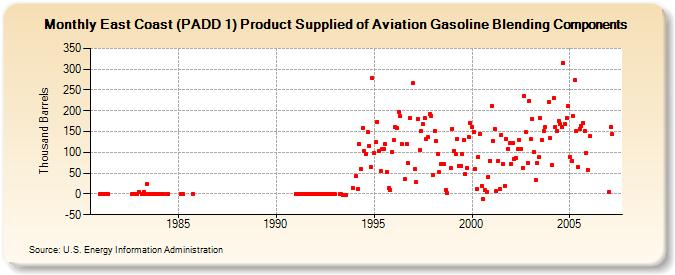 Monthly East Coast (PADD 1) Product Supplied of Aviation Gasoline Blending Components
Thousand Barrels
350
300
250
200
150
100
50
0
-50
1985 1990 1995 2000 2005
Source: U.S. Energy Information Administration